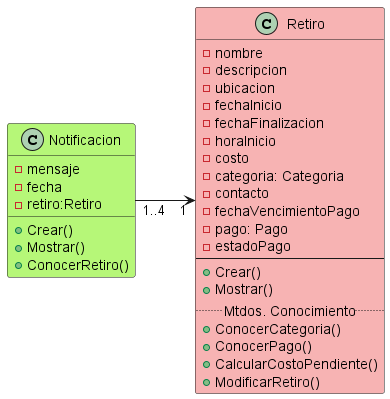 C Notificacion
mensaje
fecha
retiro:Retiro
Crear()
Mostrar()
ConocerRetiro()
1..4 1
C Retiro
nombre
descripcion
ubicacion
fechaInicio
fechaFinalizacion
horaInicio
costo
categoria: Categoria
contacto
fechaVencimientoPago
pago: Pago
estadoPago
Crear()
Mostrar()
Mtdos. Conocimiento
ConocerCategoria()
ConocerPago()
CalcularCostoPendiente()
ModificarRetiro()